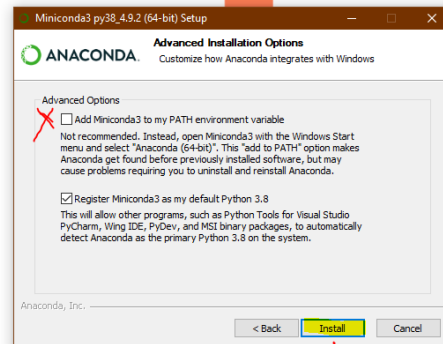 Miniconda3 py38_4.9.2 (64-bit) Setup
ANACONDA.
Advanced Installation Options
Customize how Anaconda integrates with Windows
Advanced Options
Add Miniconda3 to my PATH environment variable
Not recommended. Instead, open Miniconda3 with the Windows Start
menu and select "Anaconda (64-bit)". This "add to PATH" option makes
Anaconda get found before previously installed software, but may
cause problems requiring you to uninstall and reinstall Anaconda.
Register Miniconda3 as my default Python 3.8
This will allow other programs, such as Python Tools for Visual Studio
PyCharm, Wing IDE, PyDev, and MSI binary packages, to automatically
detect Anaconda as the primary Python 3.8 on the system.
Anaconda, Inc.
< Back
Install
Cancel